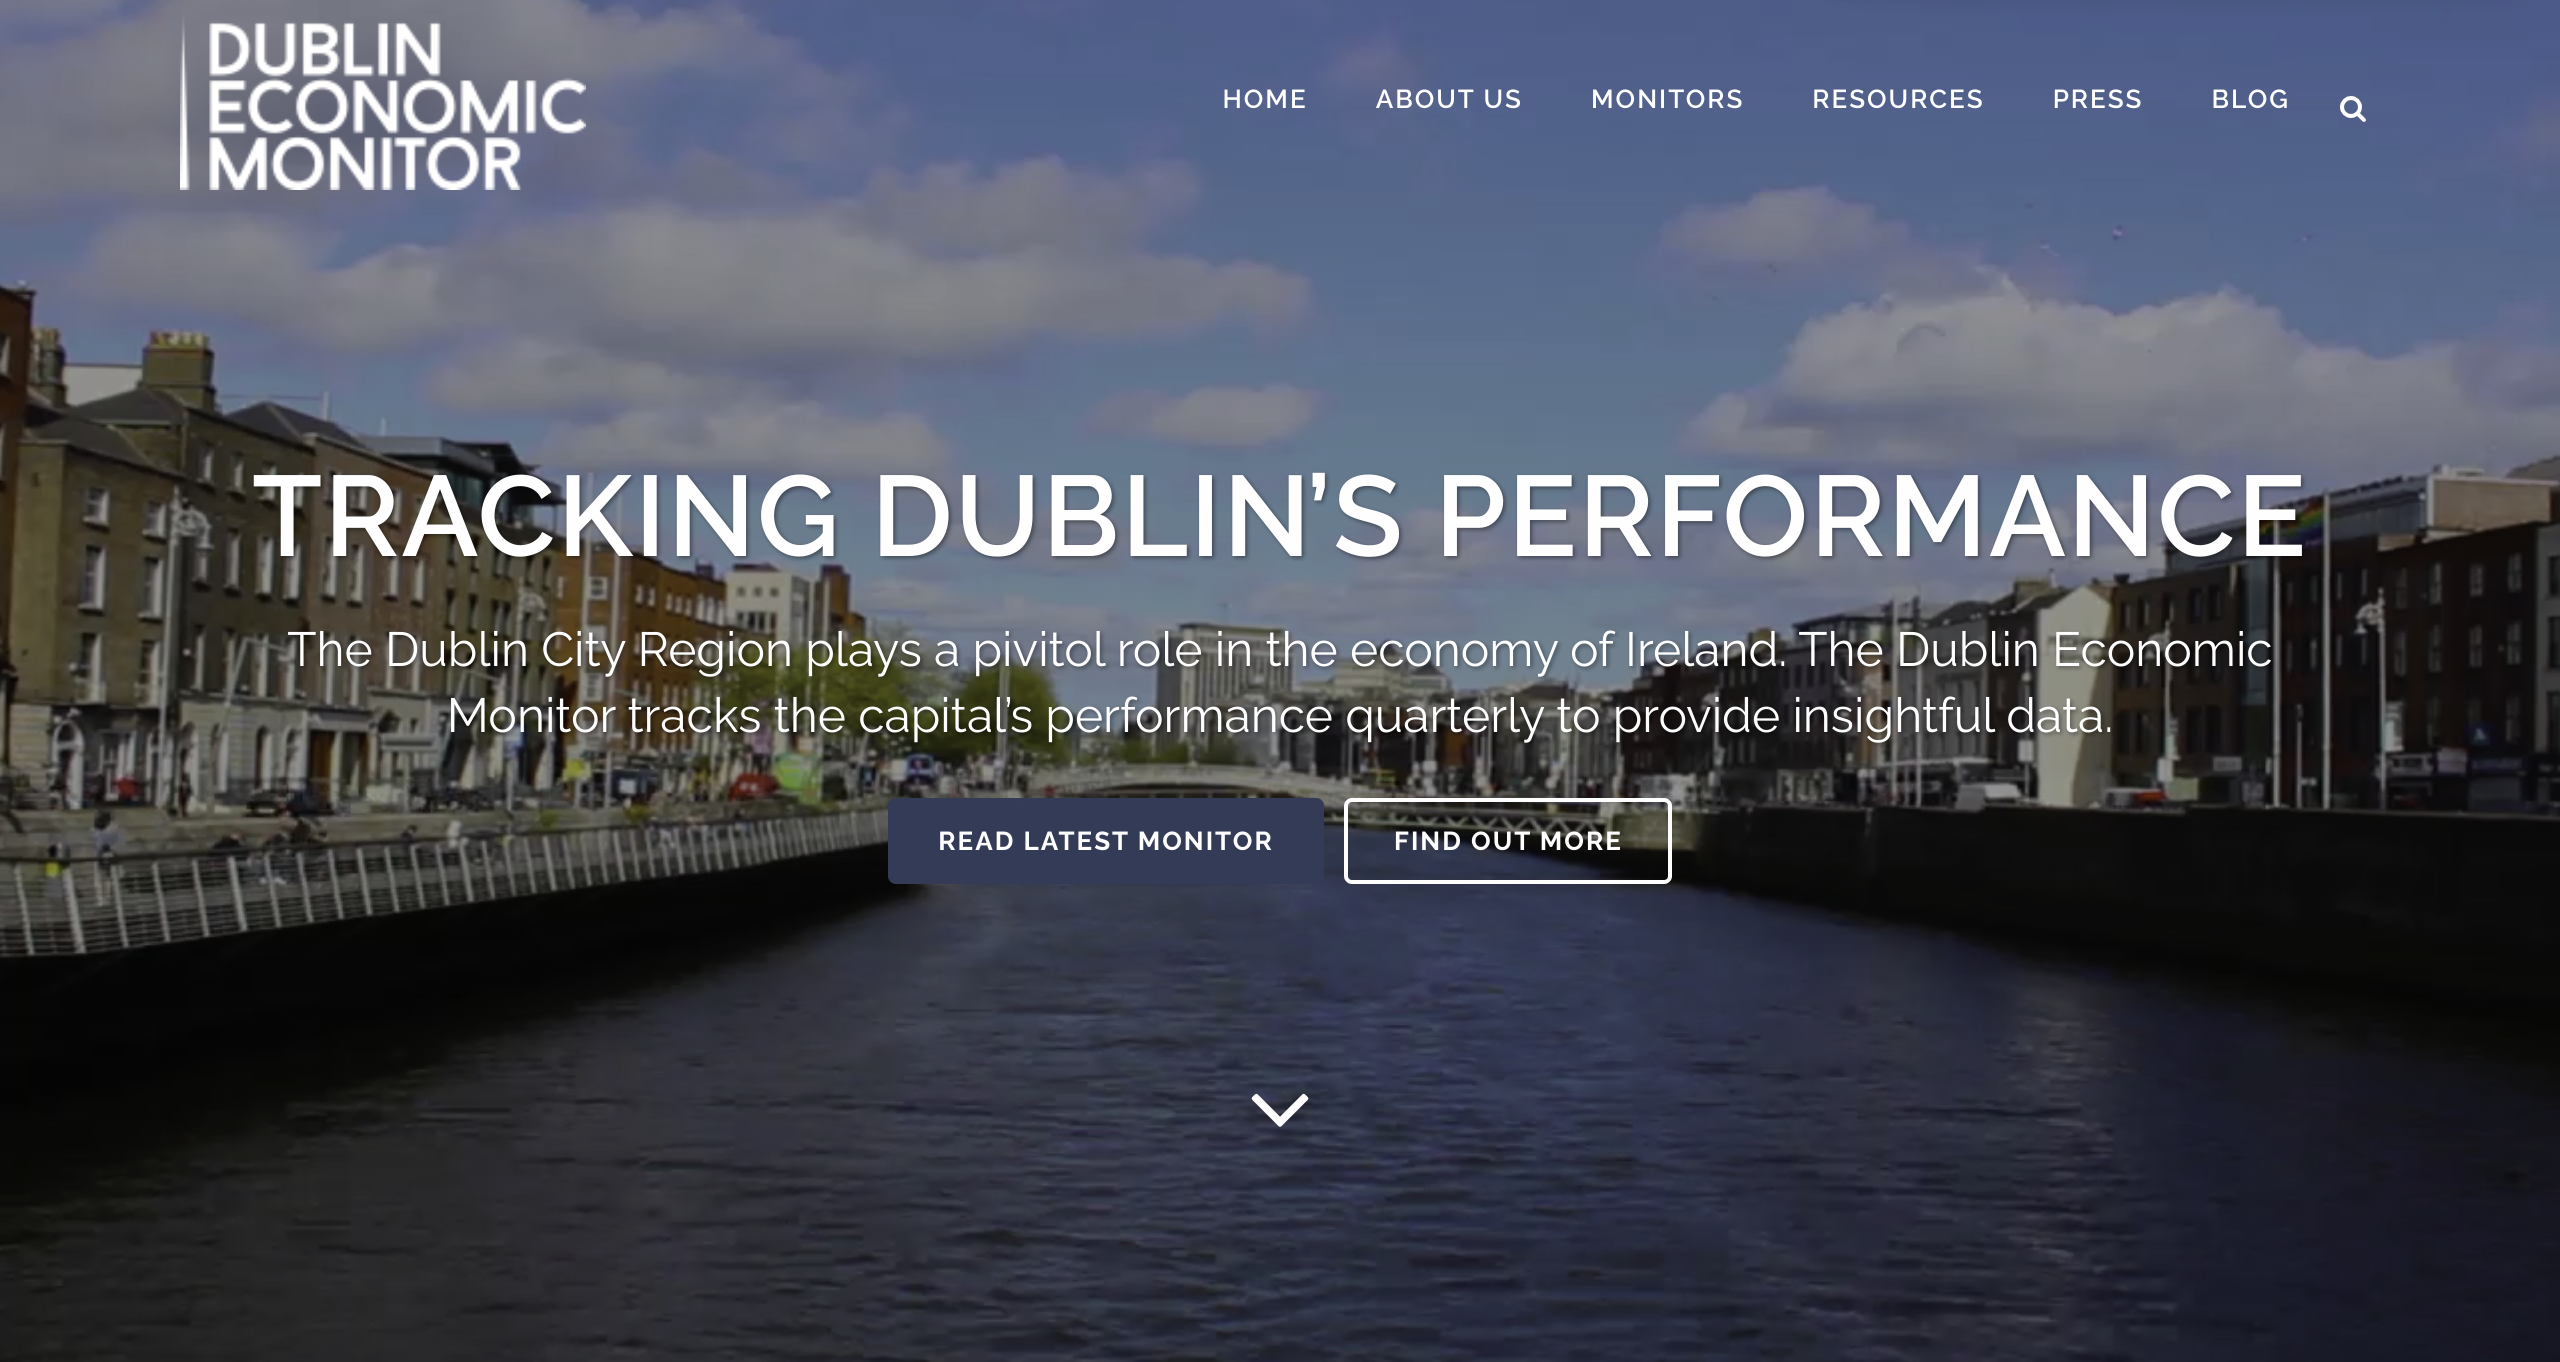 DUBLIN
ECONOMIC
MONITOR
HOME ABOUT US MONITORS RESOURCES PRESS BLOG
TRACKING DUBLIN’S PERFORMANCE
The Dublin City Region plays a pivitol role in the economy of Ireland. The Dublin Economic
Monitor tracks the capital’s performance quarterly to provide insightful data.
READ LATEST MONITOR FIND OUT MORE